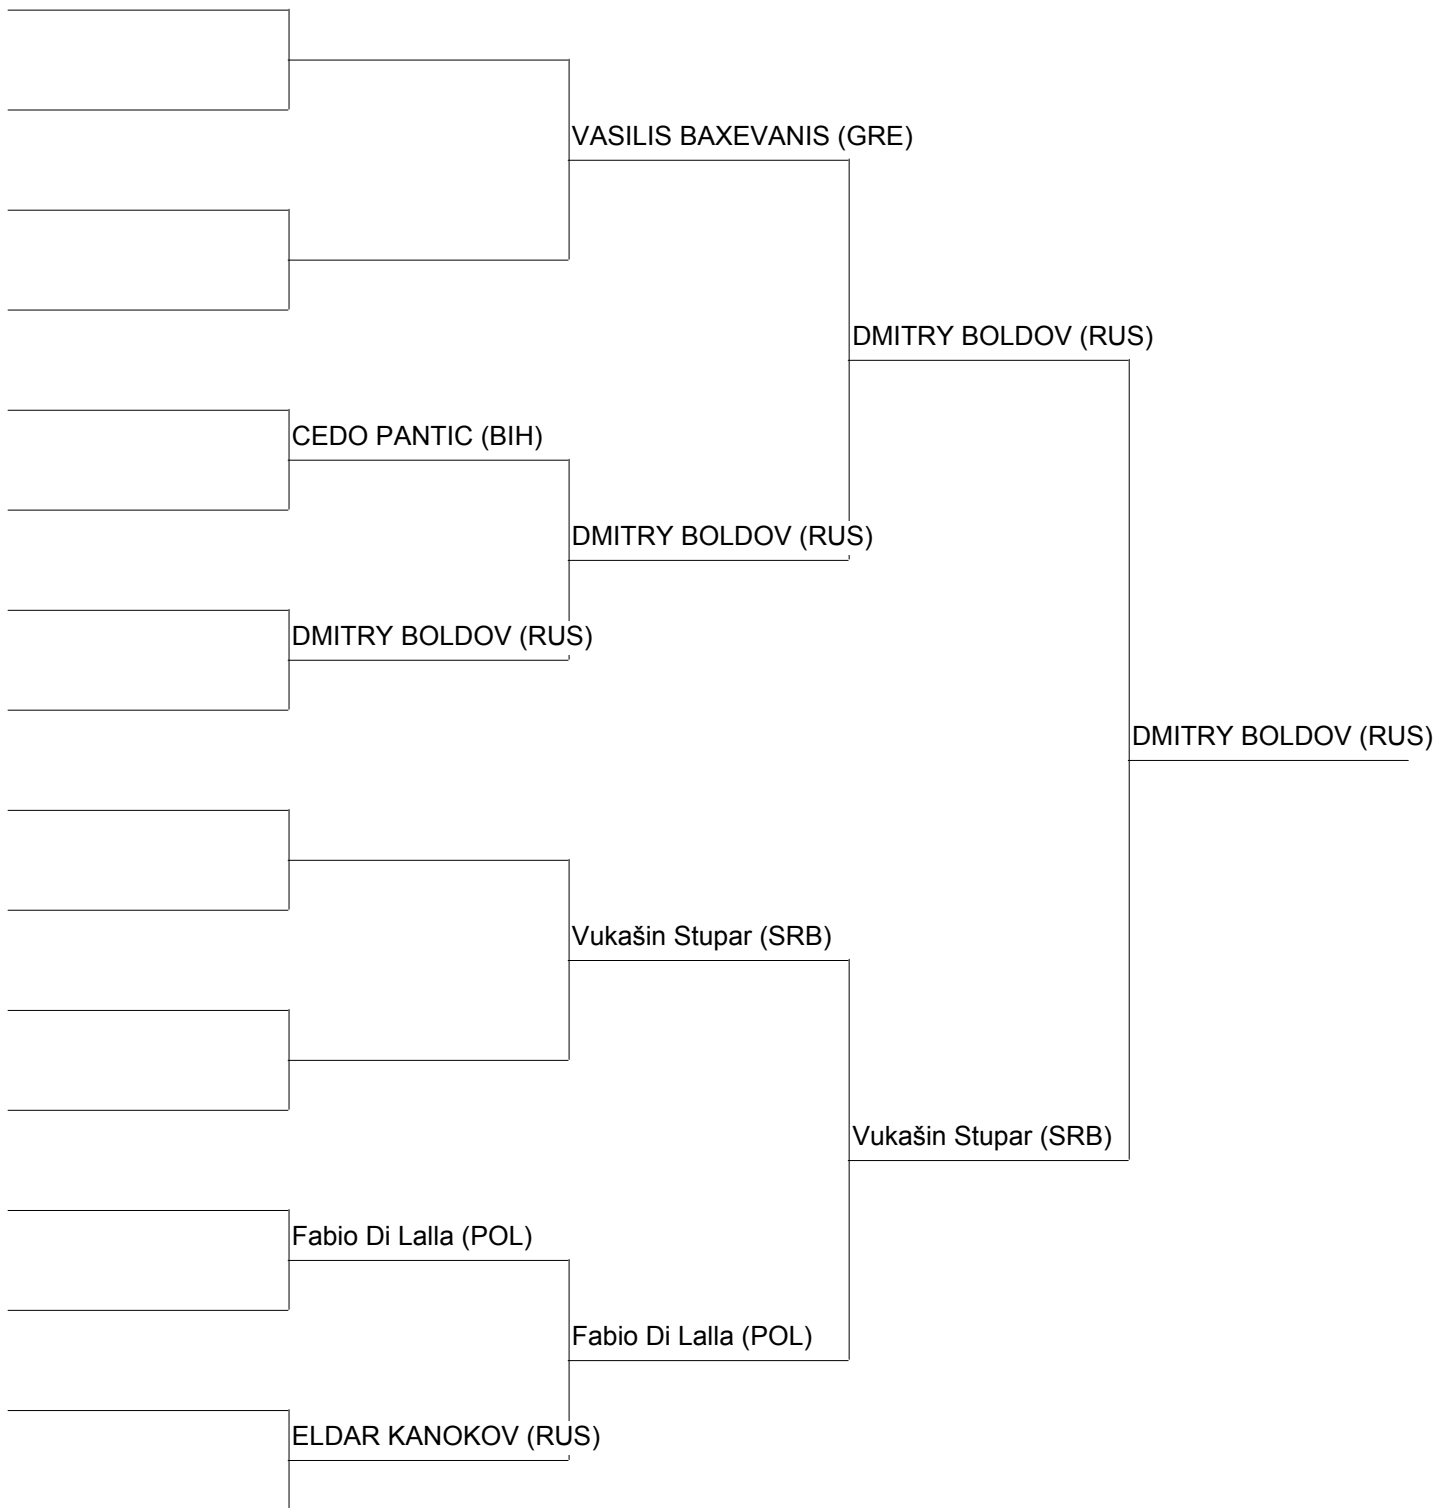 VASILIS BAXEVANIS (GRE)
DMITRY BOLDOV (RUS)
CEDO PANTIC (BIH)
DMITRY BOLDOV (RUS)
DMITRY BOLDOV (RUS)
DMITRY BOLDOV (RUS)
Vukašin Stupar (SRB)
Vukašin Stupar (SRB)
Fabio Di Lalla (POL)
Fabio Di Lalla (POL)
ELDAR KANOKOV (RUS)